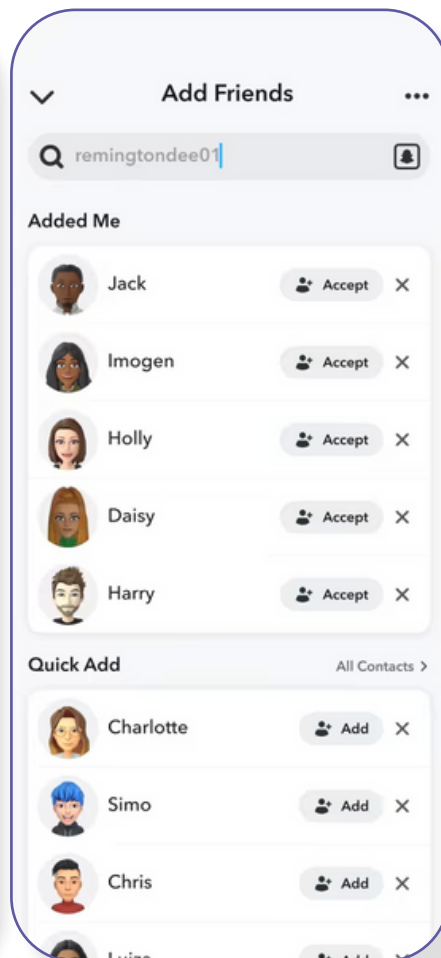 Add Friends
remingtondee01
Added Me
Jack Accept
Imogen Accept
Holly Accept
Daisy Accept
Harry Accept
Quick Add All Contacts >
Charlotte Add
Simo Add
Chris Add